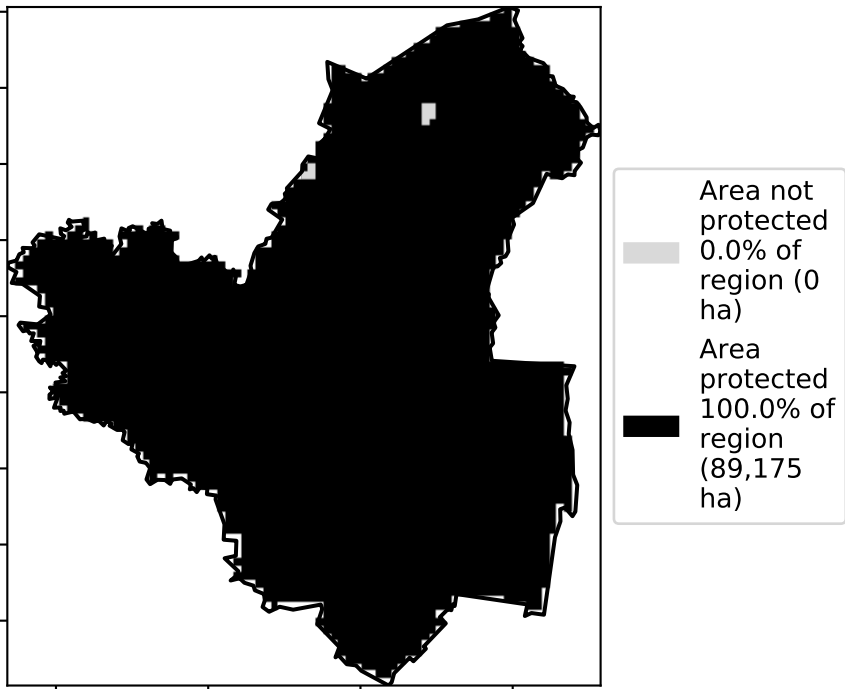 Area not
protected
0.0% of
region (0
ha)
Area
protected
100.0% of
region
(89,175
ha)